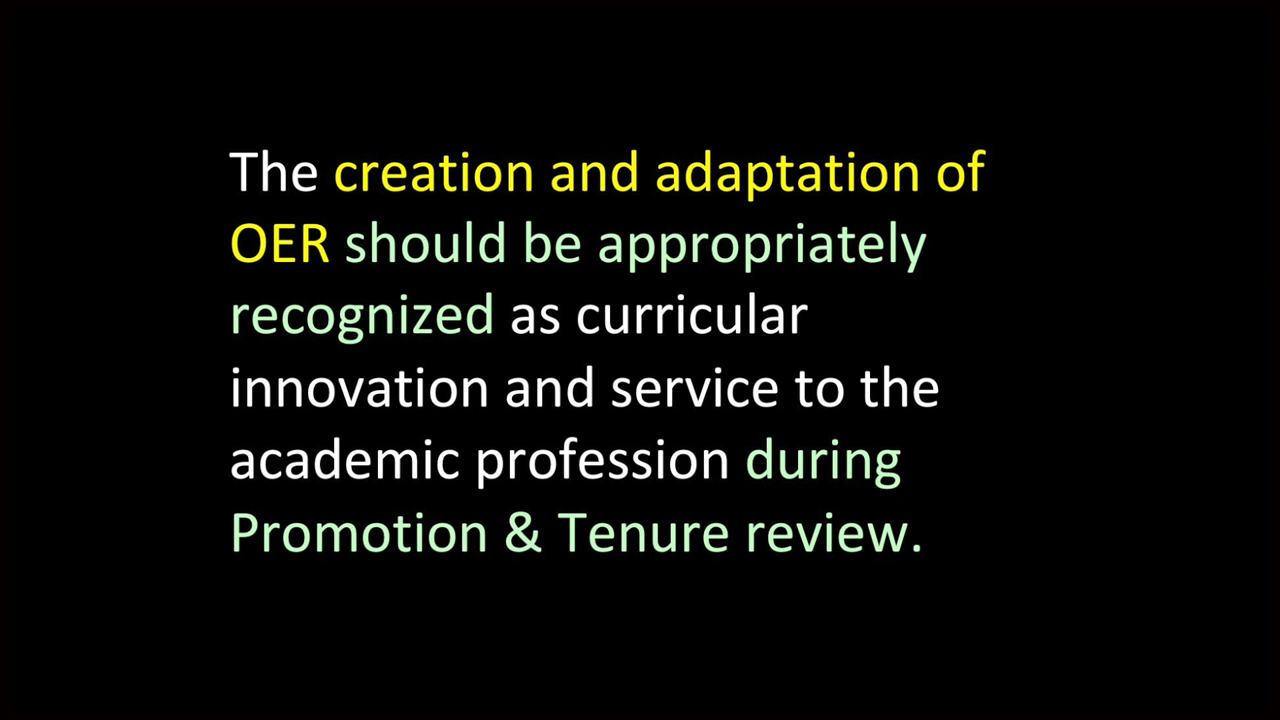 The creation and adaptation of
OER should be appropriately
recognized as curricular
innovation and service to the
academic profession during
Promotion & Tenure review.